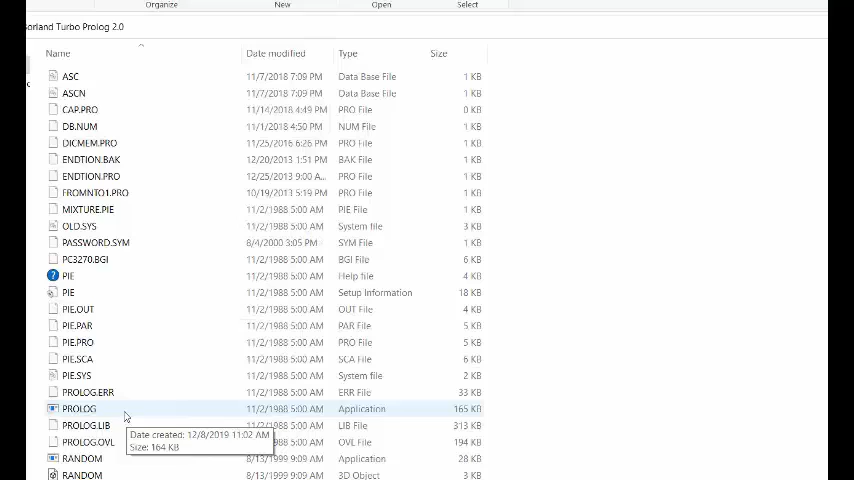 Organize New Open Select
orland Turbo Prolog 2.0
Name Date modified Type Size
ASC 11/7/2018 7:09 PM Data Base File 1 KB
ASCN 11/7/2018 7:09 PM Data Base File 1 KB
CAP.PRO 11/14/2018 4:49 PM PRO File 0 KB
DB.NUM 11/1/2018 4:50 PM NUM File 1 KB
DICMEM.PRO 11/25/2016 6:26 PM PRO File 1 KB
ENDTION.BAK 12/20/2013 1:51 PM BAK File 1 KB
ENDTION.PRO 12/25/2013 9:00 A... PRO File 1 KB
FROMNTO1.PRO 10/19/2013 5:19 PM PRO File 1 KB
MIXTURE.PIE 11/2/1988 5:00 AM PIE File 1 KB
OLD.SYS 11/2/1988 5:00 AM System file 3 KB
PASSWORD.SYM 8/4/2000 3:05 PM SYM File 1 KB
PC3270.BGI 11/2/1988 5:00 AM BGI File 6 KB
PIE 11/2/1988 5:00 AM Help file 4 KB
PIE 11/2/1988 5:00 AM Setup Information 18 KB
PIE.OUT 11/2/1988 5:00 AM OUT File 4 KB
PIE.PAR 11/2/1988 5:00 AM PAR File 5 KB
PIE.PRO 11/2/1988 5:00 AM PRO File 5 KB
PIE.SCA 11/2/1988 5:00 AM SCA File 6 KB
PIE.SYS 11/2/1988 5:00 AM System file 2 KB
PROLOG.ERR 11/2/1988 5:00 AM ERR File 33 KB
PROLOG 11/2/1988 5:00 AM Application 165 KB
PROLOG.LIB 11/2/1988 5:00 AM LIB File 313 KB
Date created: 12/8/2019 11:02 AM
PROLOG.OVL 11/2/1988 5:00 AM OVL File 194 KB
Size: 164 KB
RANDOM 8/13/1999 9:09 AM Application 28 KB
RANDOM 8/13/1999 9:09 AM 3D Object 3 KB